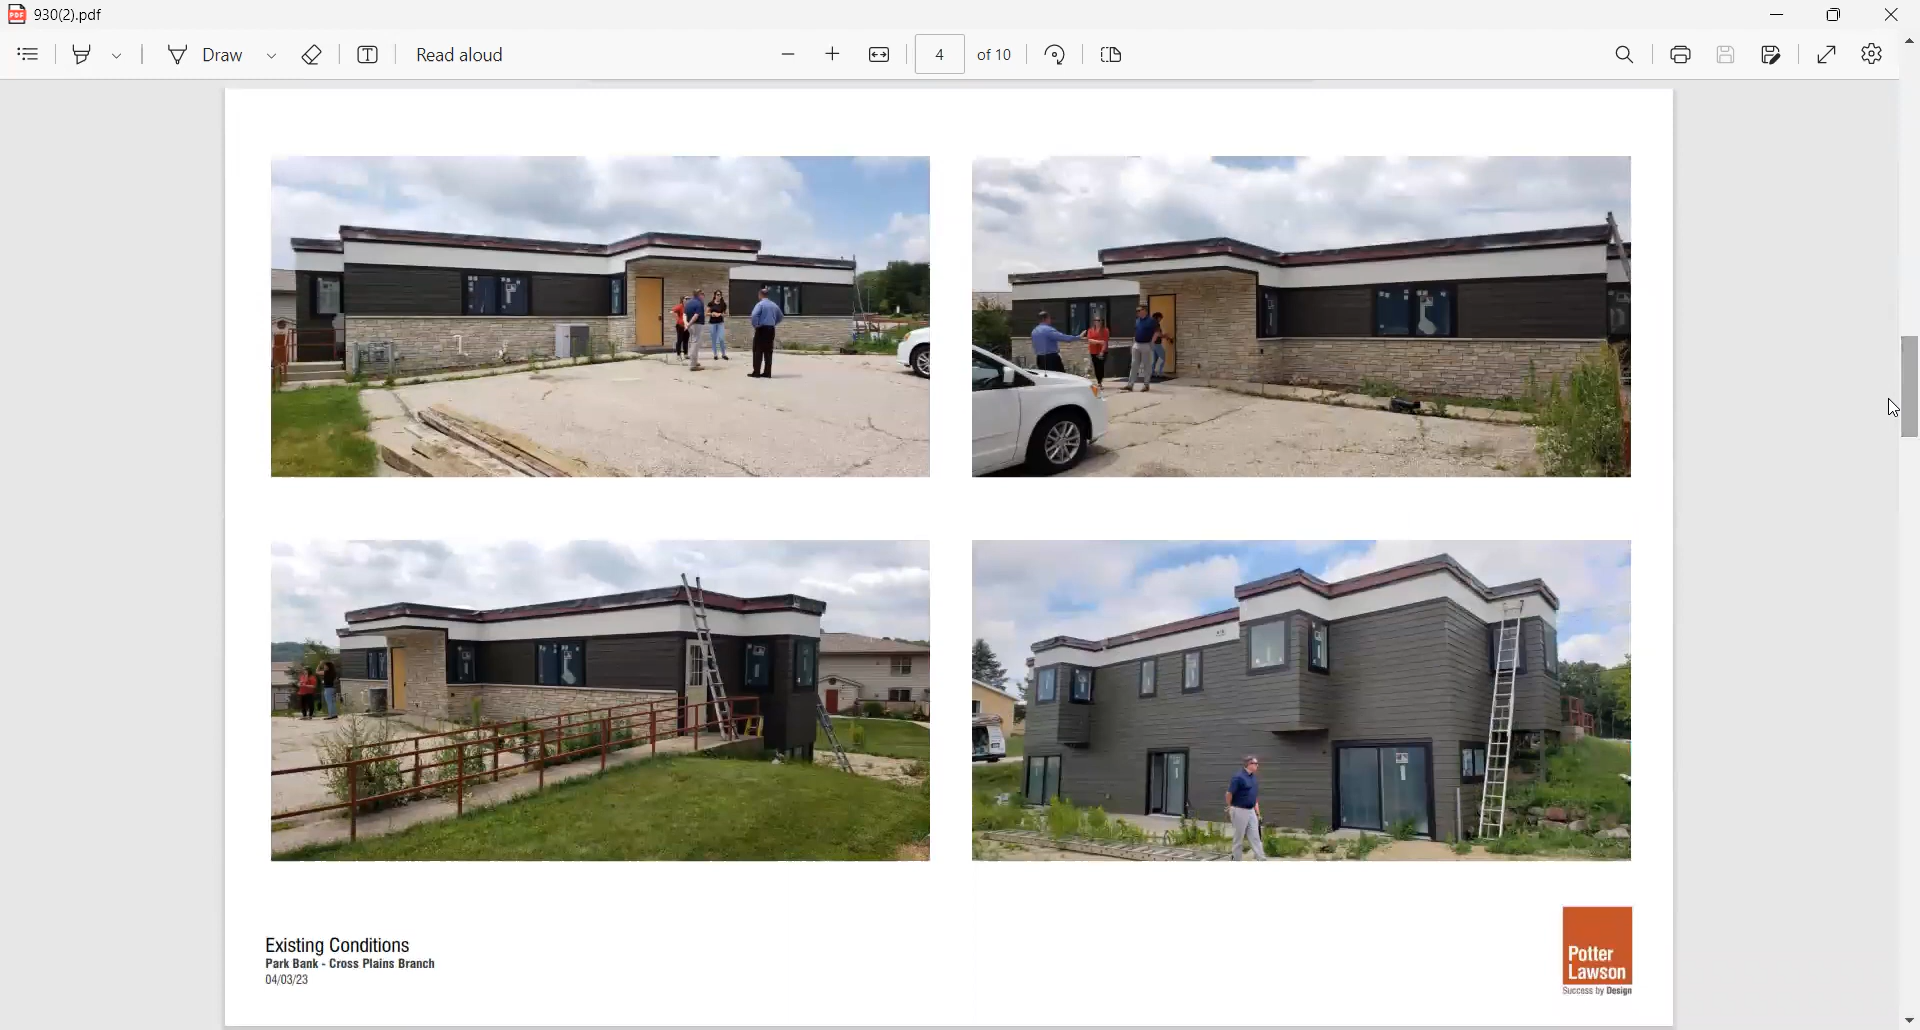 930(2).pdf
Draw
Read aloud
4
of 10
Existing Conditions
Park Bank - Cross Plains Branch
04/03/23
Potter
Lawson
Success by Design